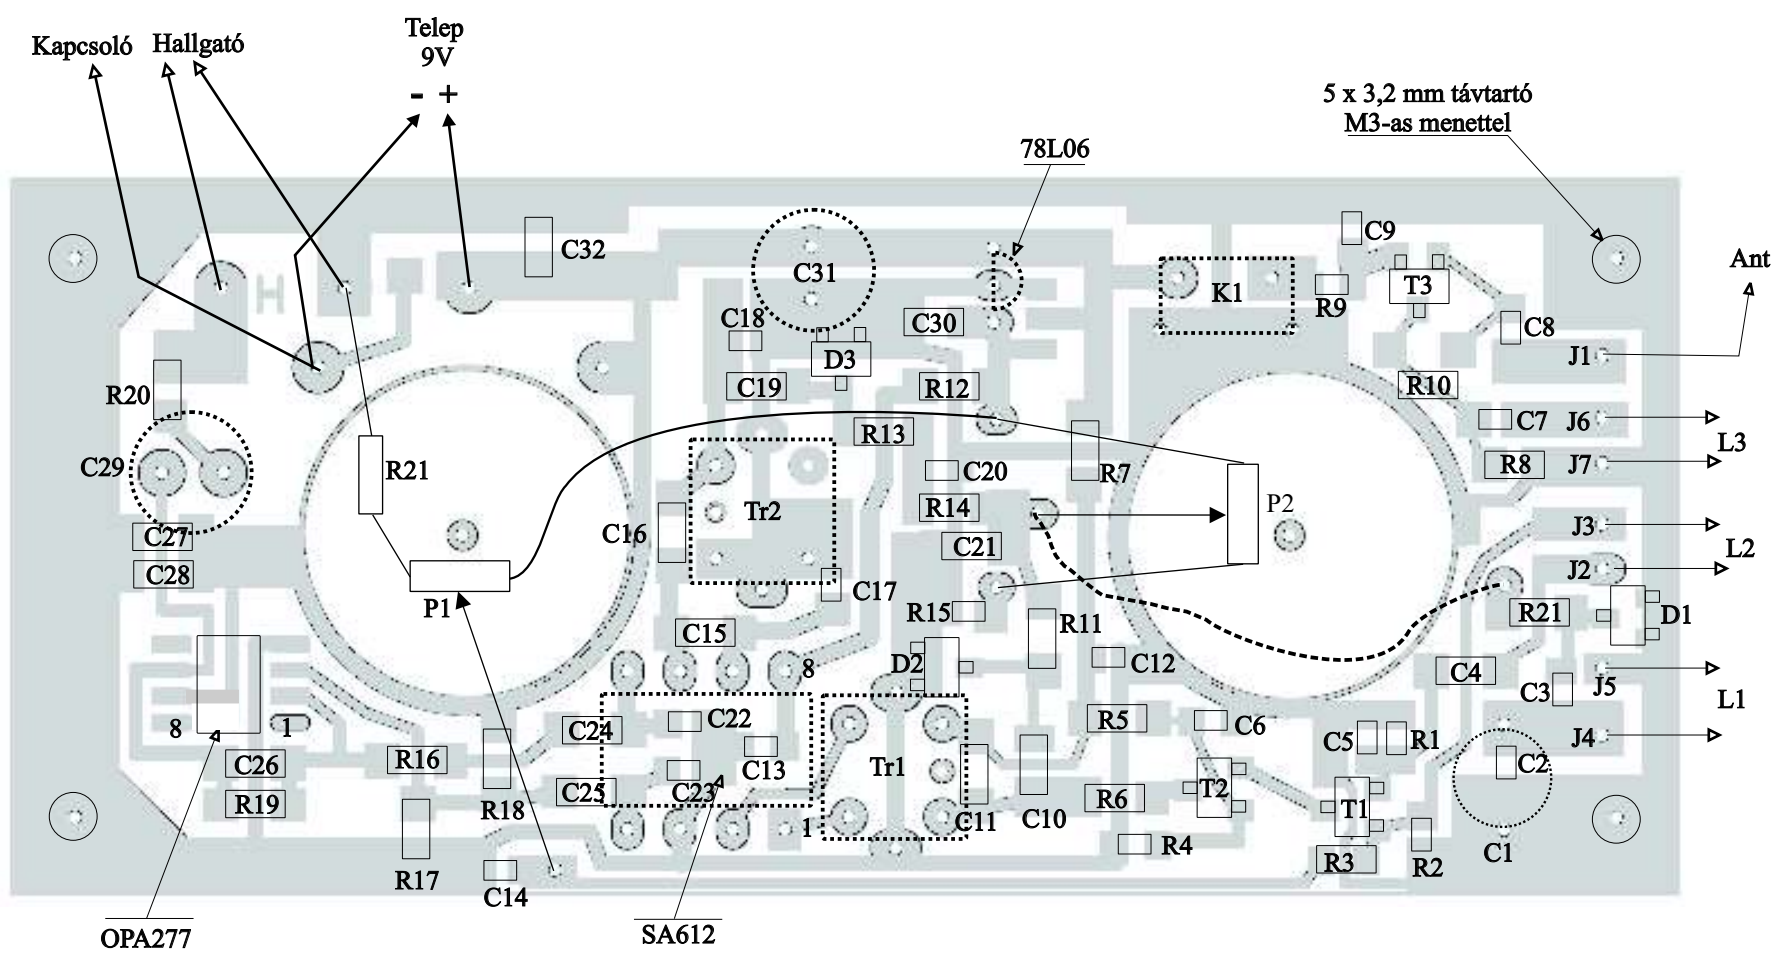 Telep
9V
- +
Kapcsoló
Hallgató
5 x 3,2 mm távtartó
M3-as menettel
78L06
Ant
H
C32
C31
K1
C9
R9
T3
C8
J1
C18
C30
D3
R20
C19
R12
R10
C7
J6
L3
R13
C29
R21
C20
R7
R8
J7
Tr2
R14
P2
C16
C27
C21
J3
L2
C28
J2
P1
C17
R15
R11
R21
D1
C15
8
D2
C12
C4
J5
C3
L1
8
1
C24
C22
R5
C6
C5
R1
J4
C13
C26
R16
C23
Tr1
C2
C25
R6
T2
T1
R19
R18
1
C11
C10
R4
R3
R2
C1
R17
C14
OPA277
SA612